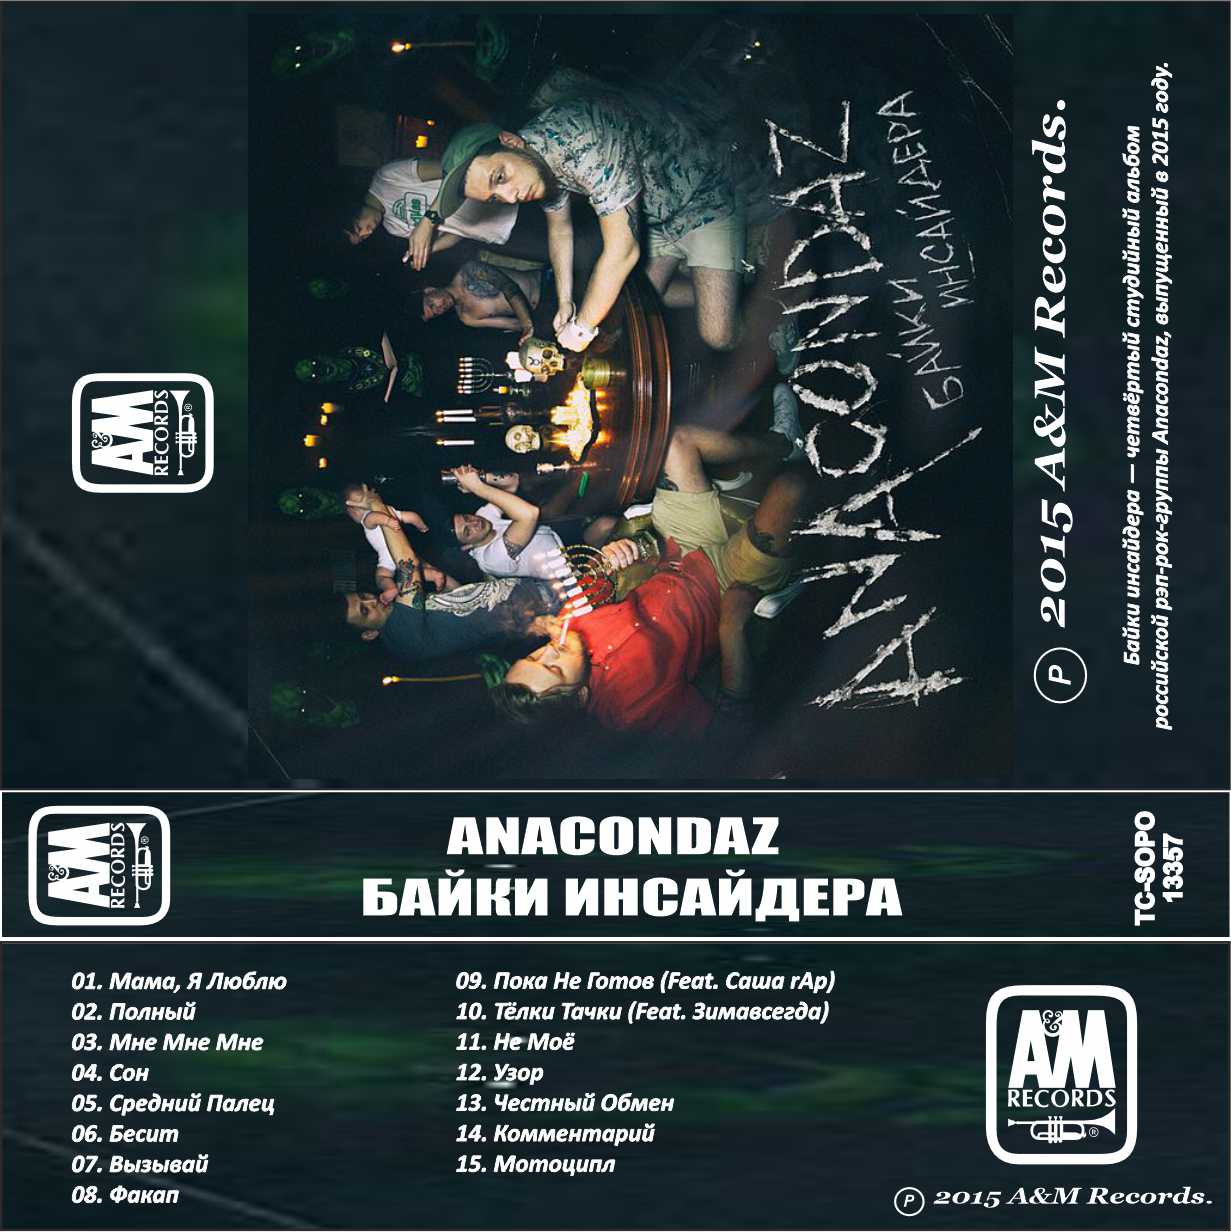 A&M
RECORDS
®
ANACONDAZ
БАЙКИ
ИНСАЙДЕРА
℗ 2015 A&M Records.
Байки инсайдера — четвёртый студийный альбом
российской рэп-рок-группы Anacondaz, выпущенный в 2015 году.
A&M
RECORDS
®
ANACONDAZ
БАЙКИ ИНСАЙДЕРА
TC-SOPO
13357
01. Мама, Я Люблю
02. Полный
03. Мне Мне Мне
04. Сон
05. Средний Палец
06. Бесит
07. Вызывай
08. Факап
09. Пока Не Готов (Feat. Саша rAp)
10. Тёлки Тачки (Feat. Зимавсегда)
11. Не Моё
12. Узор
13. Честный Обмен
14. Комментарий
15. Мотоципл
A&M
RECORDS
®
℗ 2015 A&M Records.